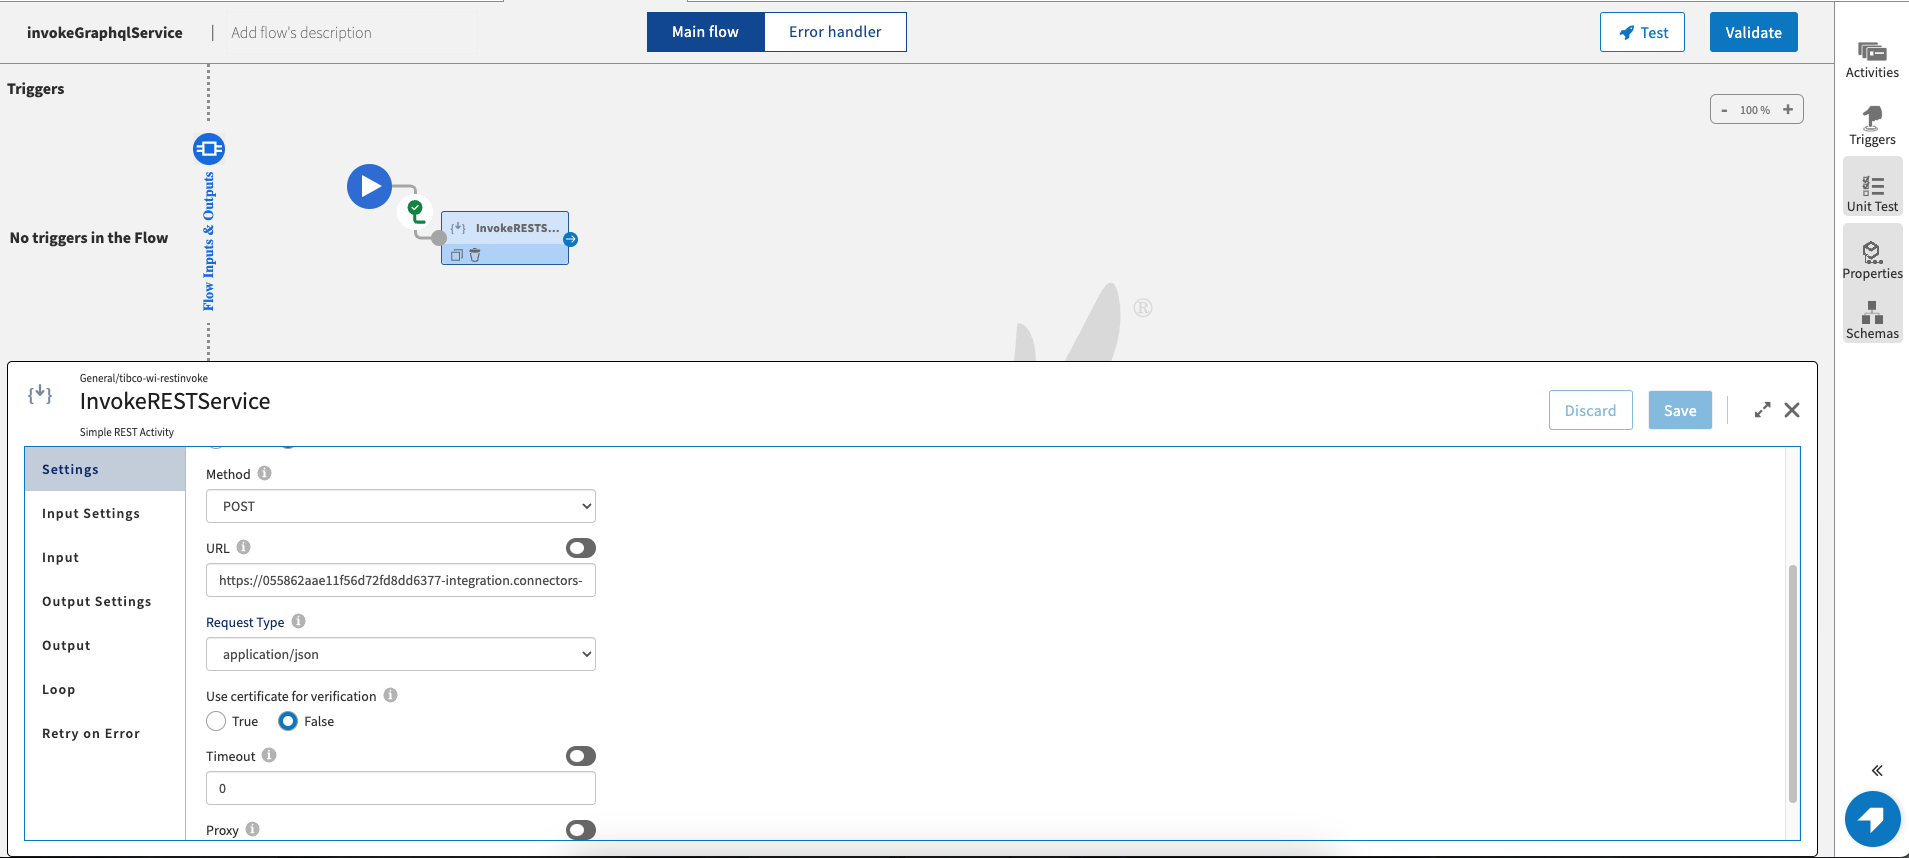 invokeGraphqlService | Add flow's description
Main flow
Error handler
Test
Validate
Triggers
- 100 % +
No triggers in the Flow
Flow Inputs & Outputs
InvokeRESTS...
®
Activities
Triggers
Unit Test
Properties
Schemas
General/tibco-wi-restinvoke
InvokeRESTService
Simple REST Activity
Discard
Save
Settings
Input Settings
Input
Output Settings
Output
Loop
Retry on Error
Method
POST
URL
https://055862aae11f56d72fd8dd6377-integration.connectors-
Request Type
application/json
Use certificate for verification
True
False
Timeout
0
Proxy